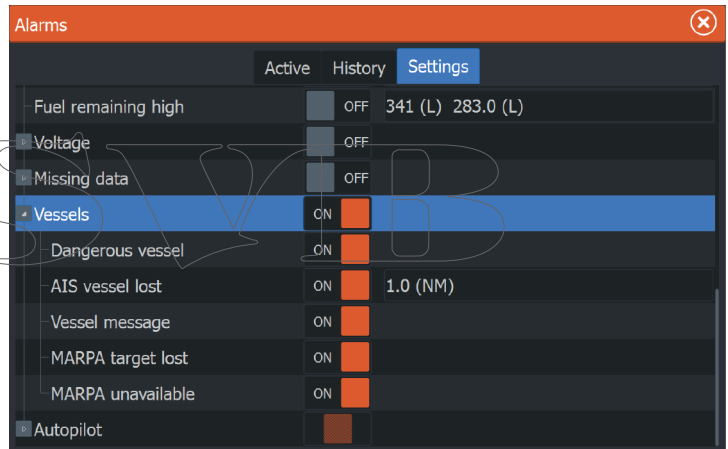 Alarms
Active History Settings
Fuel remaining high OFF 341 (L) 283.0 (L)
Voltage OFF
Missing data OFF
Vessels ON
Dangerous vessel ON
AIS vessel lost ON 1.0 (NM)
Vessel message ON
MARPA target lost ON
MARPA unavailable ON
Autopilot
SVB